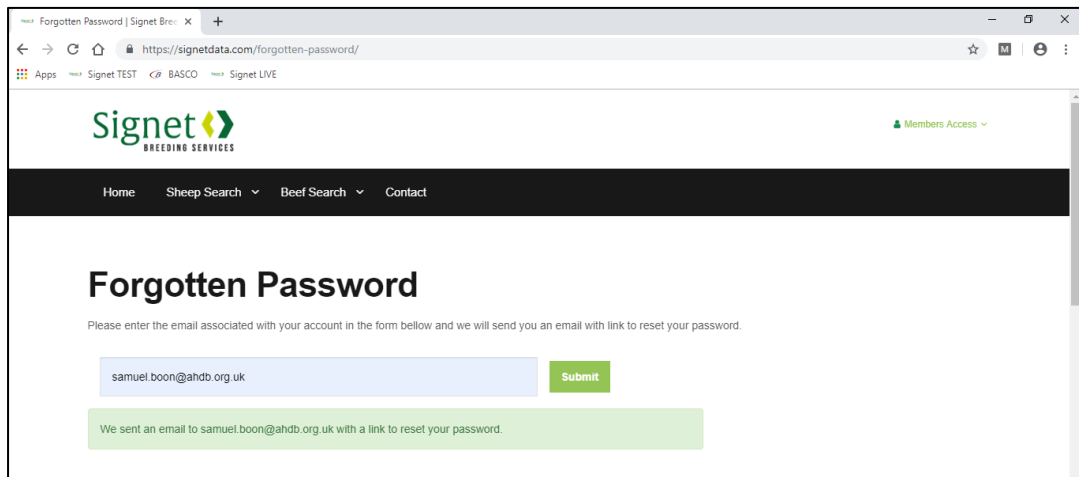 Forgotten Password | Signet Bree
https://signetdata.com/forgotten-password/
M
Apps Signet TEST BASCO Signet LIVE
Signet
BREEDING SERVICES
Members Access
Home Sheep Search Beef Search Contact
Forgotten Password
Please enter the email associated with your account in the form bellow and we will send you an email with link to reset your password.
samuel.boon@ahdb.org.uk Submit
We sent an email to samuel.boon@ahdb.org.uk with a link to reset your password.